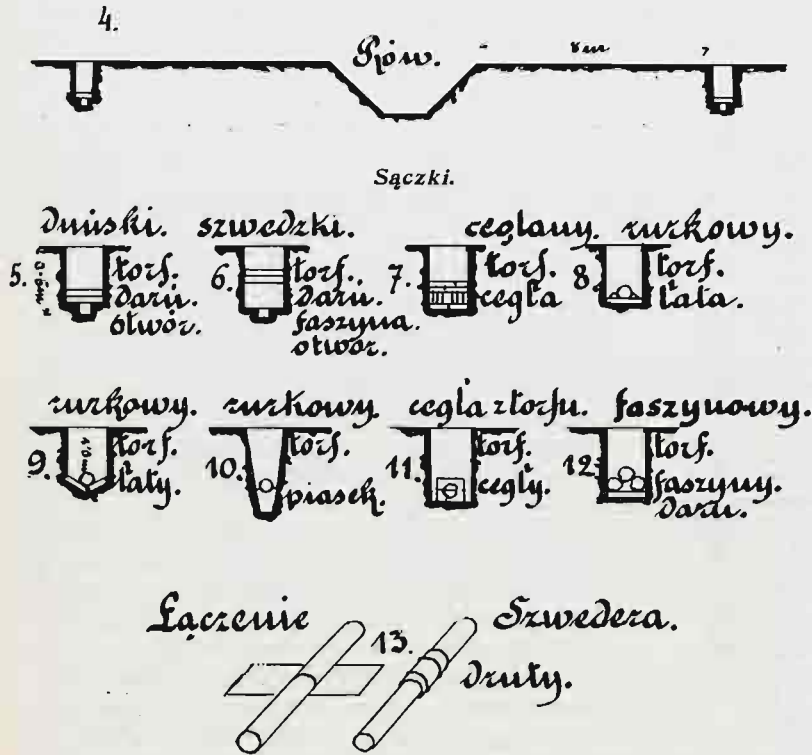 4.
Rów.
8 m
Sączki.
duński. szwedzki. ceglany. rurkowy.
5. torf. 6. torf. 7. torf. 8. torf.
darń. darń. cegła łata.
otwór. faszyna.
otwór.
rurkowy. rurkowy cegła z torfu. faszynowy.
9. torf. 10. torf. 11. torf. 12. torf.
łaty. piasek. cegły. faszyny.
darń.
Łączenie 13. Szwedera.
druty.